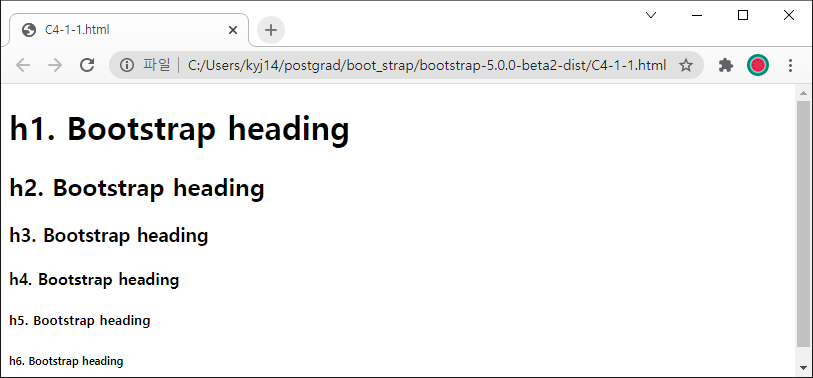 C4-1-1.html
파일 C:/Users/kyj14/postgrad/boot_strap/bootstrap-5.0.0-beta2-dist/C4-1-1.html
h1. Bootstrap heading
h2. Bootstrap heading
h3. Bootstrap heading
h4. Bootstrap heading
h5. Bootstrap heading
h6. Bootstrap heading